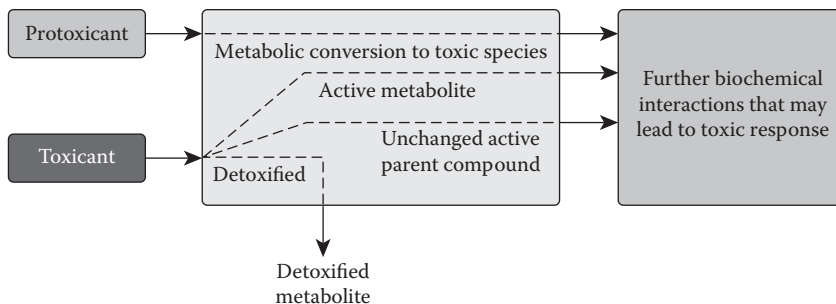 Protoxicant
Metabolic conversion to toxic species
Active metabolite
Further biochemical
interactions that may
lead to toxic response
Toxicant
Unchanged active
parent compound
Detoxified
Detoxified
metabolite